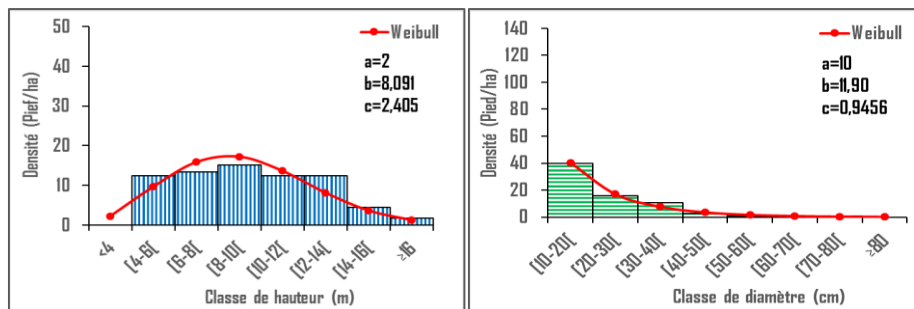 50
40
30
20
10
0
Densité (Pief/ha)
Weibull
a=2
b=8,091
c=2,405
<4
[4-6[
[6-8[
[8-10[
[10-12[
[12-14[
[14-16[
≥16
Classe de hauteur (m)
140
120
100
80
60
40
20
0
Densité (Pied/ha)
Weibull
a=10
b=11,90
c=0,9456
[10-20[
[20-30[
[30-40[
[40-50[
[50-60[
[60-70[
[70-80[
≥80
Classe de diamètre (cm)